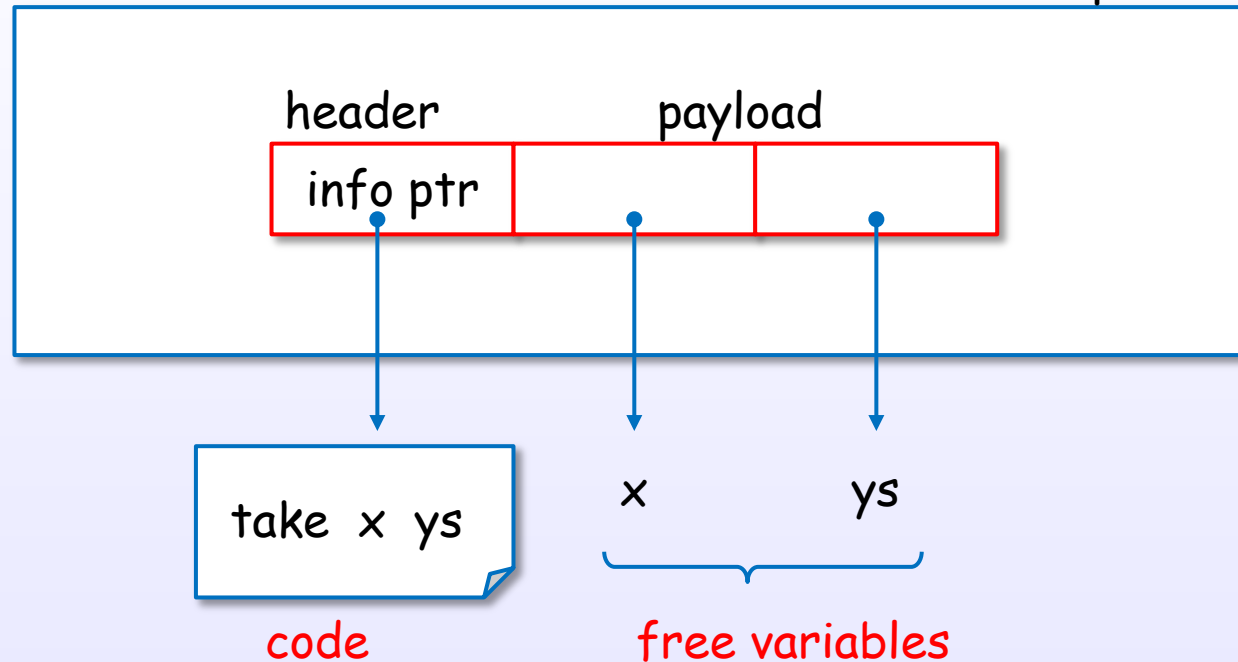 header payload
info ptr
take x ys
x ys
code free variables